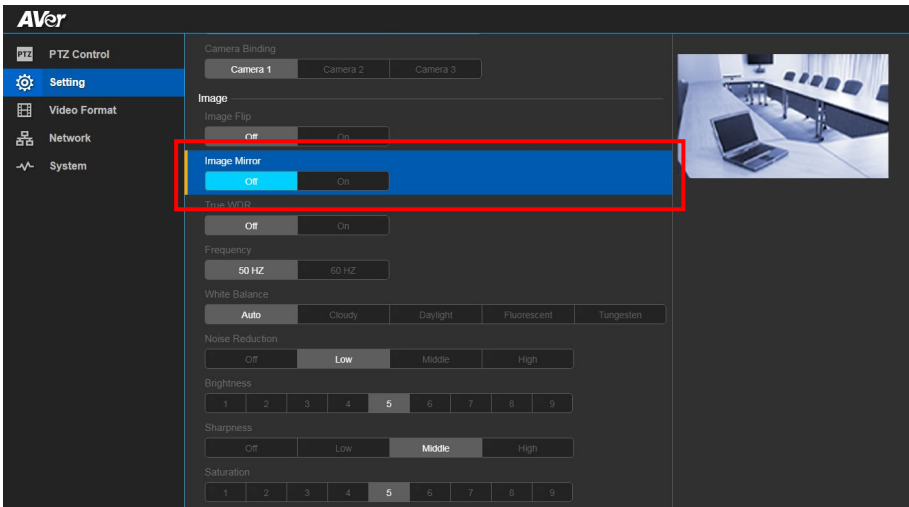 AVer
PTZ PTZ Control
Setting
Video Format
Network
System
Camera Binding
Camera 1 Camera 2 Camera 3
Image
Image Flip
Off On
Image Mirror
Off On
True WDR
Off On
Frequency
50 HZ 60 HZ
White Balance
Auto Cloudy Daylight Fluorescent Tungesten
Noise Reduction
Off Low Middle High
Brightness
1 2 3 4 5 6 7 8 9
Sharpness
Off Low Middle High
Saturation
1 2 3 4 5 6 7 8 9